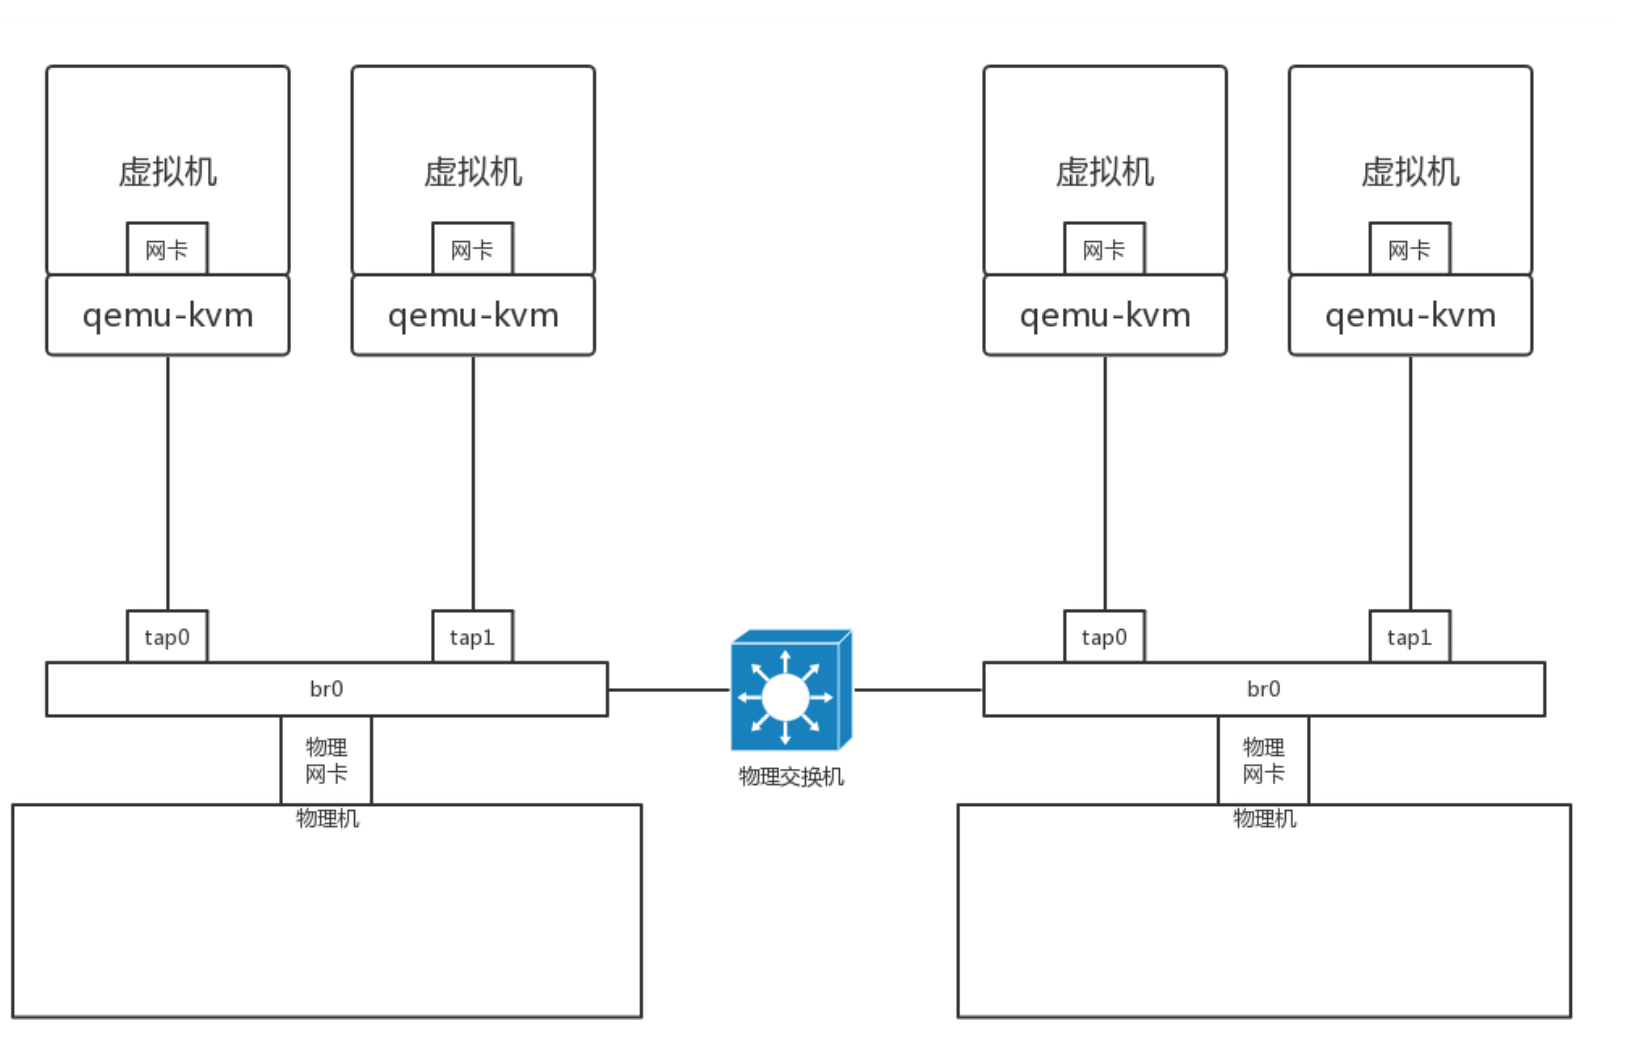 虚拟机
虚拟机
虚拟机
虚拟机
网卡
网卡
网卡
网卡
qemu-kvm
qemu-kvm
qemu-kvm
qemu-kvm
tap0
tap1
tap0
tap1
br0
br0
物理
网卡
物理
网卡
物理交换机
物理机
物理机